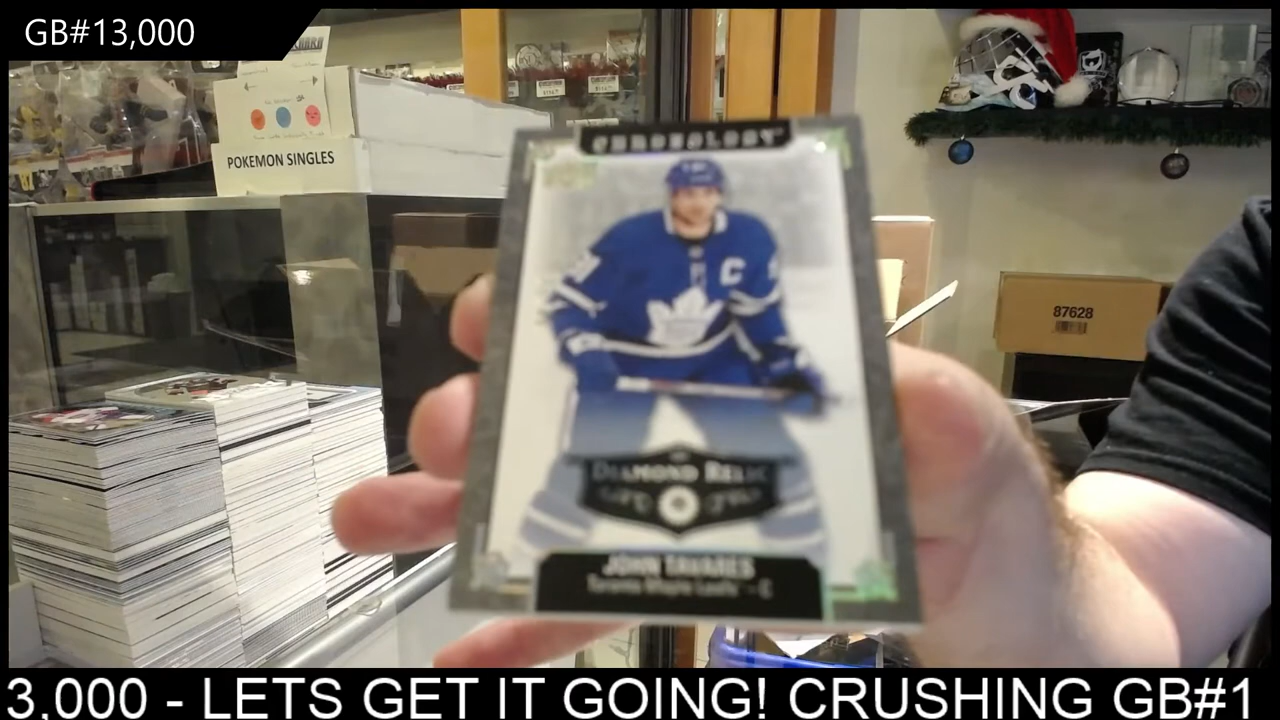 GB#13,000
POKEMON SINGLES
87628
CHRONOLOGY
C
DIAMOND RELIC
JOHN TAVARES
Toronto Maple Leafs - C
3,000 - LETS GET IT GOING! CRUSHING GB#1